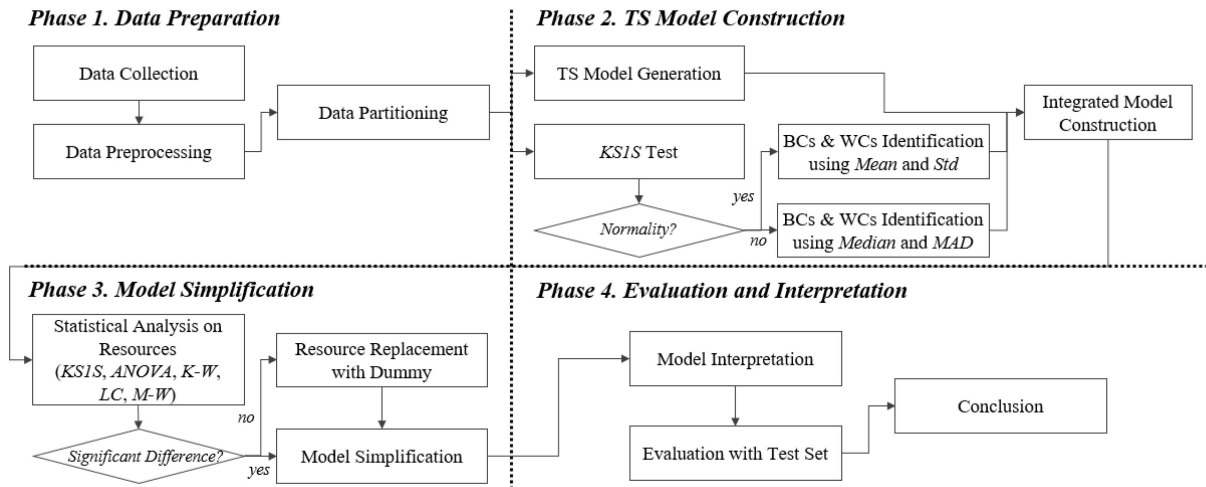 Phase 1. Data Preparation
Data Collection
Data Preprocessing
Data Partitioning
Phase 2. TS Model Construction
TS Model Generation
KS1S Test
Normality?
yes
no
BCs & WCs Identification
using Mean and Std
BCs & WCs Identification
using Median and MAD
Integrated Model
Construction
Phase 3. Model Simplification
Statistical Analysis on
Resources
(KS1S, ANOVA, K-W,
LC, M-W)
Significant Difference?
no
yes
Resource Replacement
with Dummy
Model Simplification
Phase 4. Evaluation and Interpretation
Model Interpretation
Evaluation with Test Set
Conclusion